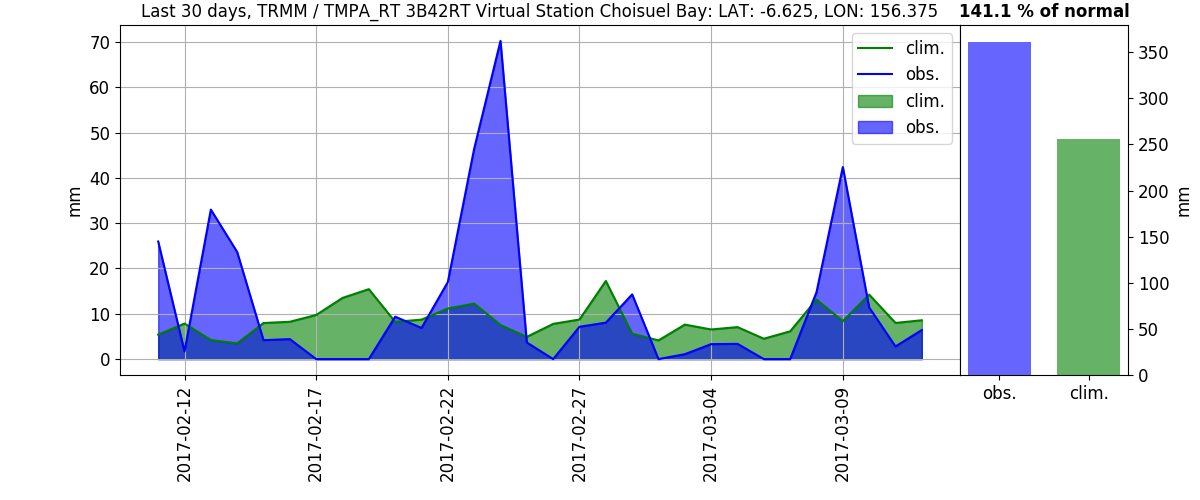 Last 30 days, TRMM / TMPA_RT 3B42RT Virtual Station Choisuel Bay: LAT: -6.625, LON: 156.375
141.1 % of normal
70
60
50
40
30
20
10
0
mm
clim.
obs.
clim.
obs.
2017-02-12
2017-02-17
2017-02-22
2017-02-27
2017-03-04
2017-03-09
350
300
250
200
150
100
50
0
mm
obs.
clim.